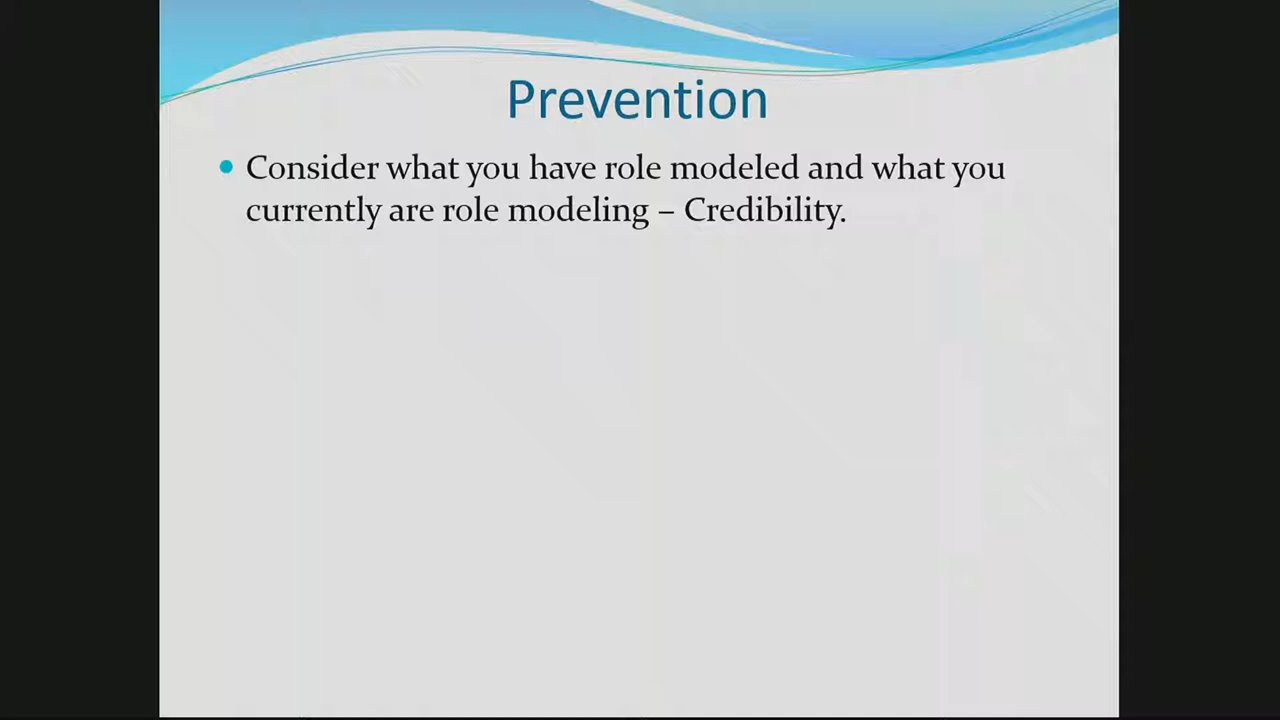 Prevention
Consider what you have role modeled and what you
currently are role modeling – Credibility.